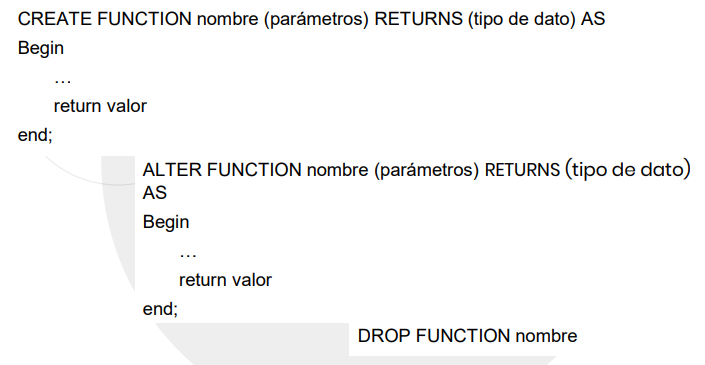 CREATE FUNCTION nombre (parámetros) RETURNS (tipo de dato) AS
Begin
…
return valor
end;
ALTER FUNCTION nombre (parámetros) RETURNS (tipo de dato)
AS
Begin
…
return valor
end;
DROP FUNCTION nombre